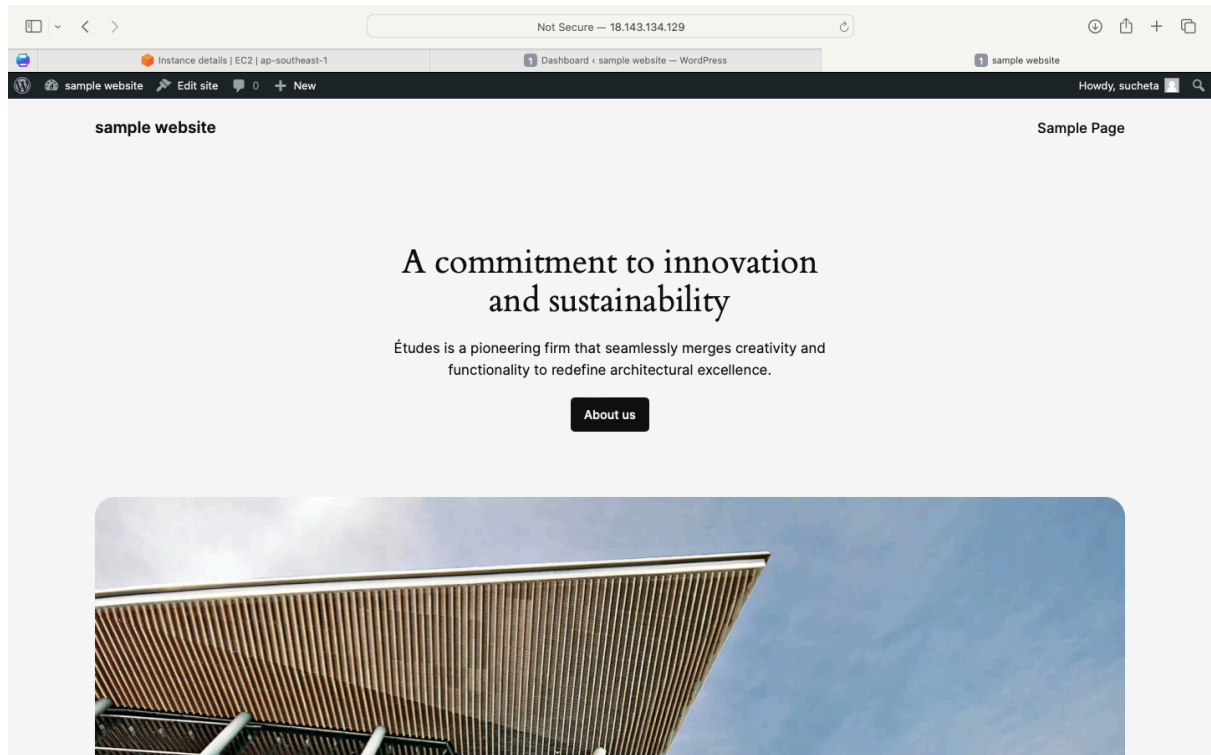 Not Secure — 18.143.134.129
Instance details | EC2 | ap-southeast-1
1 Dashboard ‹ sample website — WordPress
1 sample website
sample website Edit site 0 New
Howdy, sucheta
sample website
Sample Page
A commitment to innovation
and sustainability
Études is a pioneering firm that seamlessly merges creativity and
functionality to redefine architectural excellence.
About us